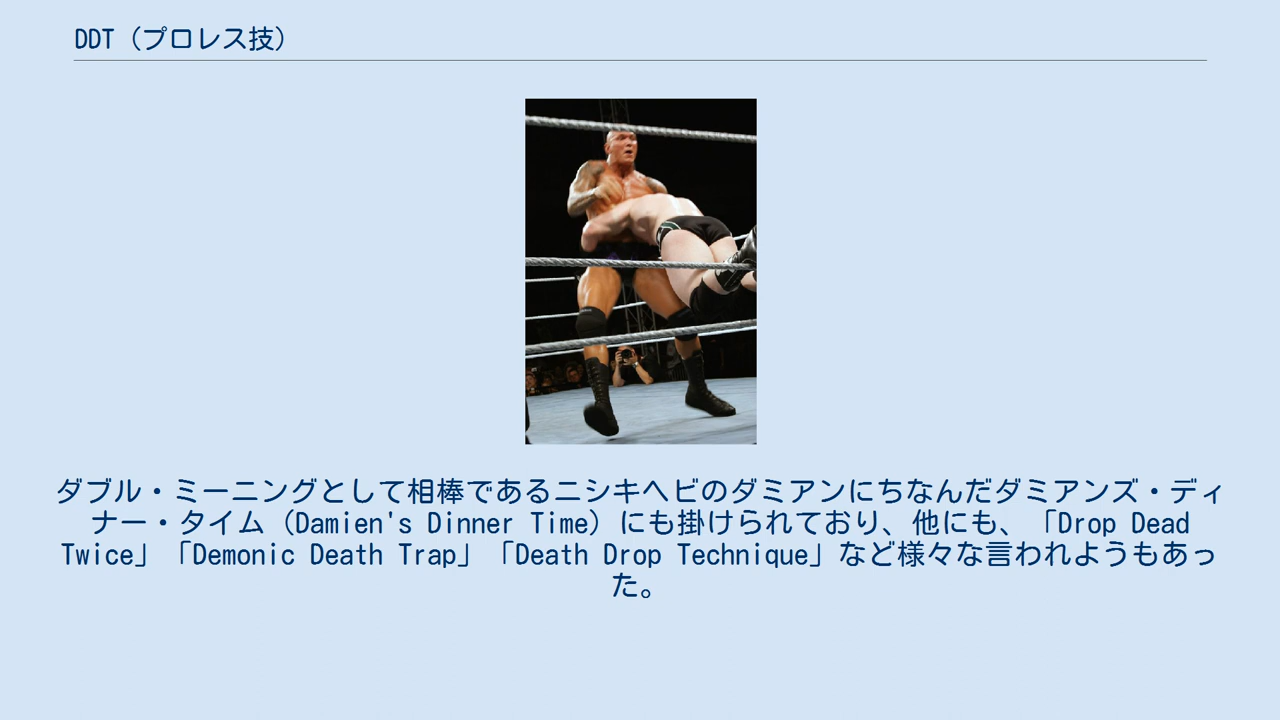 DDT（プロレス技）
ダブル・ミーニングとして相棒であるニシキヘビのダミアンにちなんだダミアンズ・ディ
ナー・タイム（Damien's Dinner Time）にも掛けられており、他にも、「Drop Dead
Twice」「Demonic Death Trap」「Death Drop Technique」など様々な言われようもあっ
た。